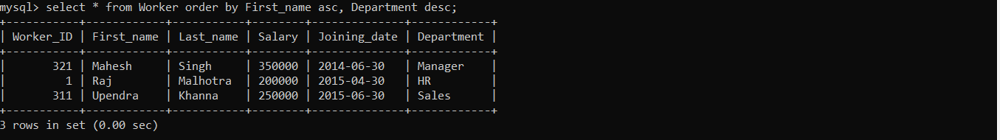 mysql> select * from Worker order by First_name asc, Department desc;
+-----------+------------+-----------+--------+--------------+------------+
| Worker_ID | First_name | Last_name | Salary | Joining_date | Department |
+-----------+------------+-----------+--------+--------------+------------+
|       321 | Mahesh     | Singh     | 350000 | 2014-06-30   | Manager    |
|         1 | Raj        | Malhotra  | 200000 | 2015-04-30   | HR         |
|       311 | Upendra    | Khanna    | 250000 | 2015-06-30   | Sales      |
+-----------+------------+-----------+--------+--------------+------------+
3 rows in set (0.00 sec)